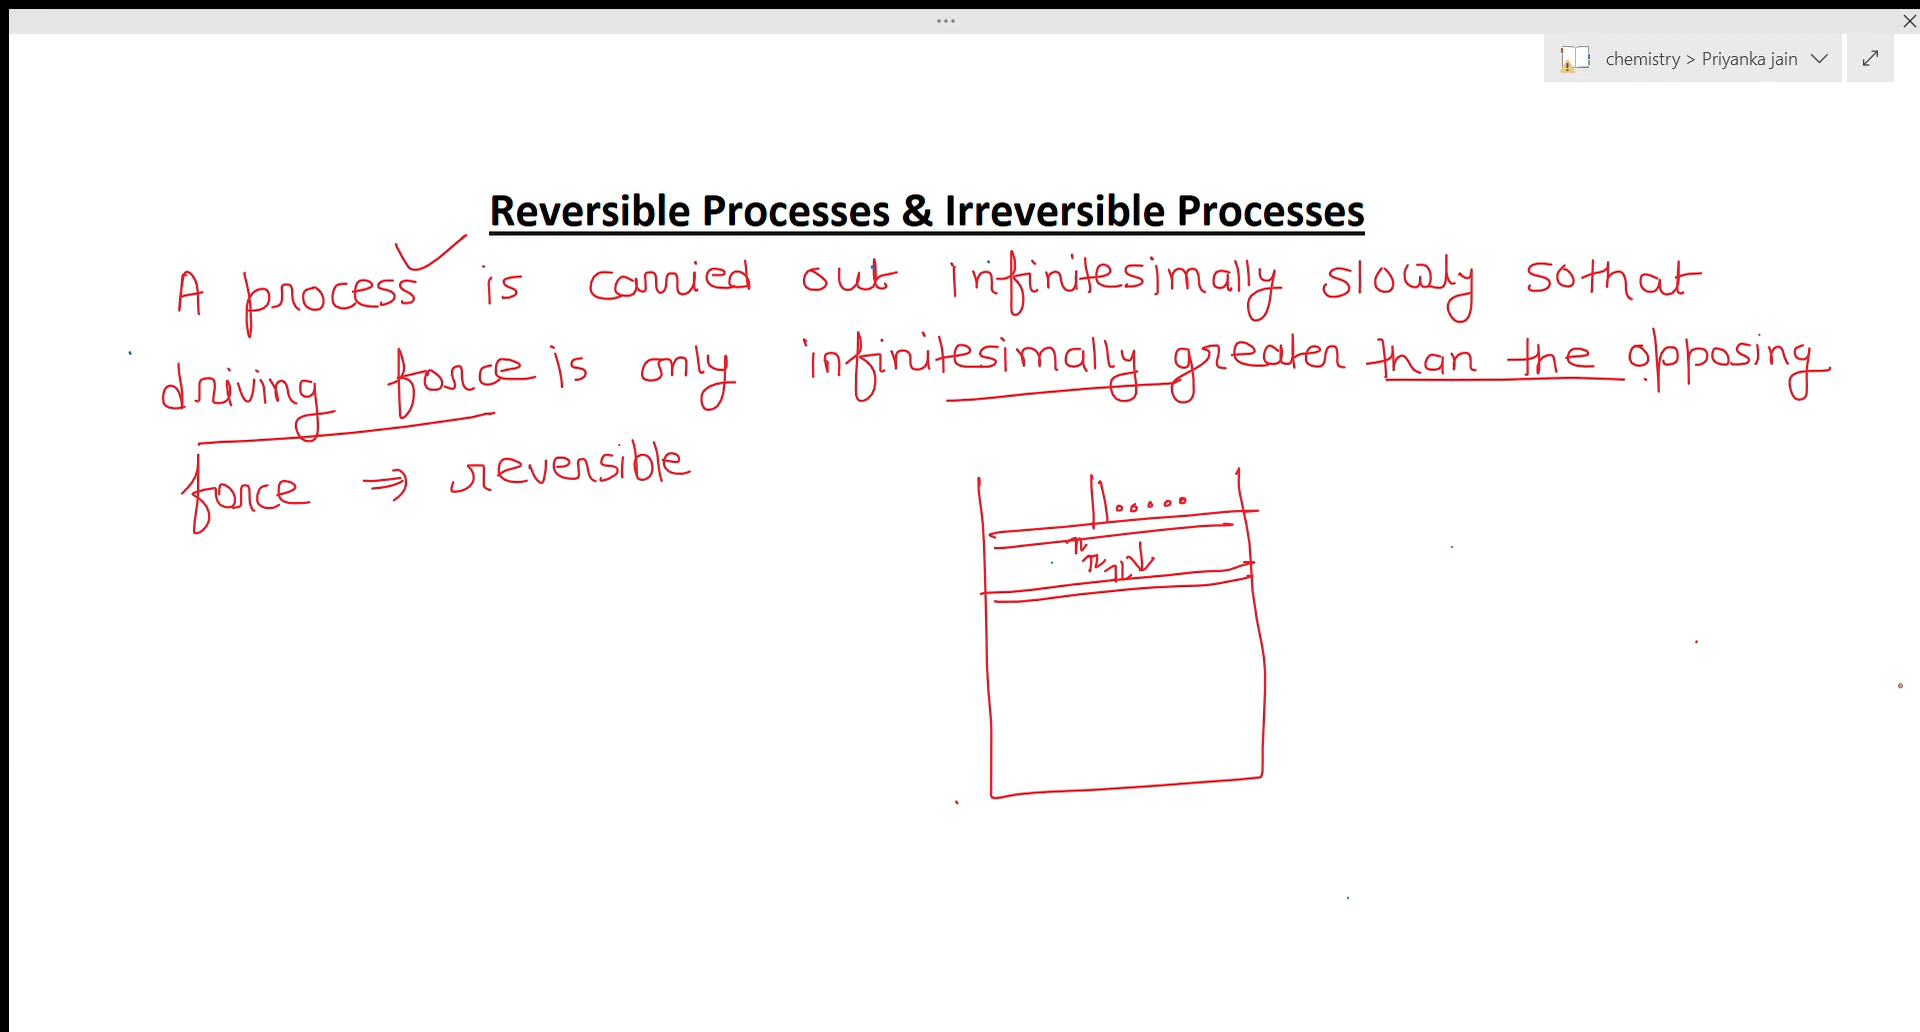 chemistry > Priyanka jain
Reversible Processes & Irreversible Processes
A process is carried out infinitesimally slowly so that
driving force is only infinitesimally greater than the opposing
force ⇒ reversible